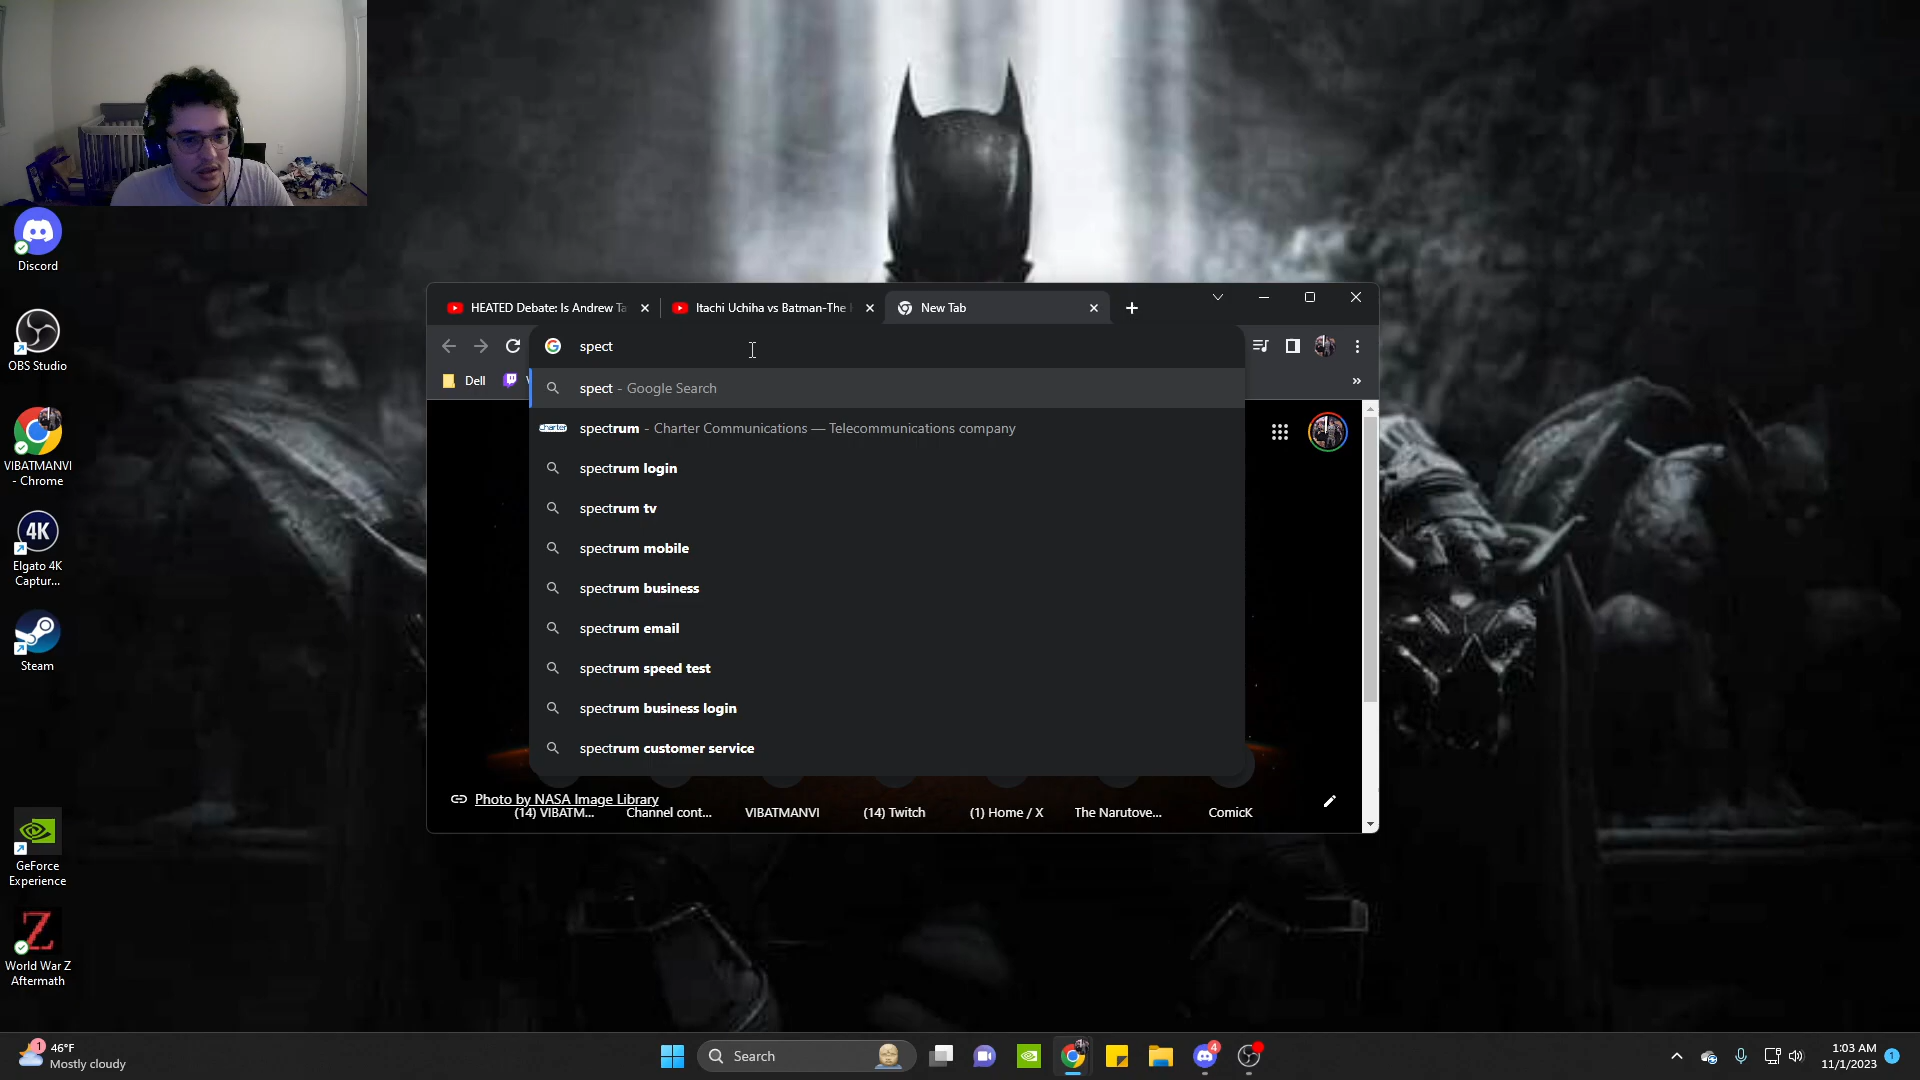 Discord
OBS Studio
VIBATMANVI
- Chrome
4K
Elgato 4K
Captur...
Steam
GeForce
Experience
World War Z
Aftermath
HEATED Debate: Is Andrew Ta
Itachi Uchiha vs Batman-The
New Tab
spect
Dell
spect - Google Search
charter
spectrum - Charter Communications — Telecommunications company
spectrum login
spectrum tv
spectrum mobile
spectrum business
spectrum email
spectrum speed test
spectrum business login
spectrum customer service
Photo by NASA Image Library
(14) VIBATM...
Channel cont...
VIBATMANVI
(14) Twitch
(1) Home / X
The Narutove...
ComicK
1
46°F
Mostly cloudy
Search
4
1:03 AM
11/1/2023
1